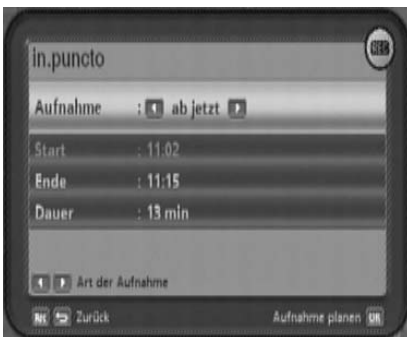 REC
in.puncto
Aufnahme : ab jetzt
Start : 11:02
Ende : 11:15
Dauer : 13 min
Art der Aufnahme
REC Zurück Aufnahme planen OK